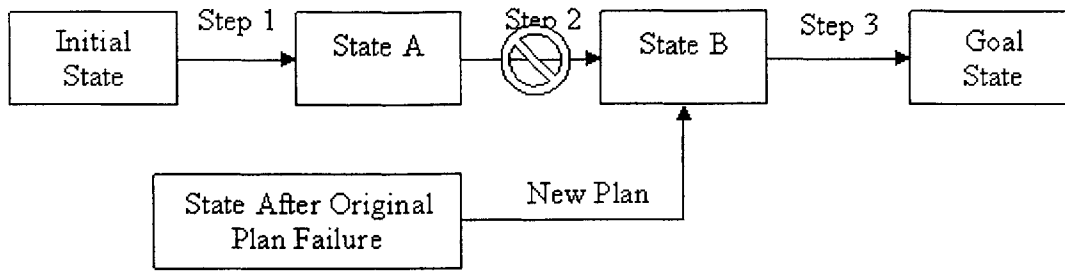 Step 1
Step 2
Step 3
Initial
State
State A
State B
Goal
State
New Plan
State After Original
Plan Failure